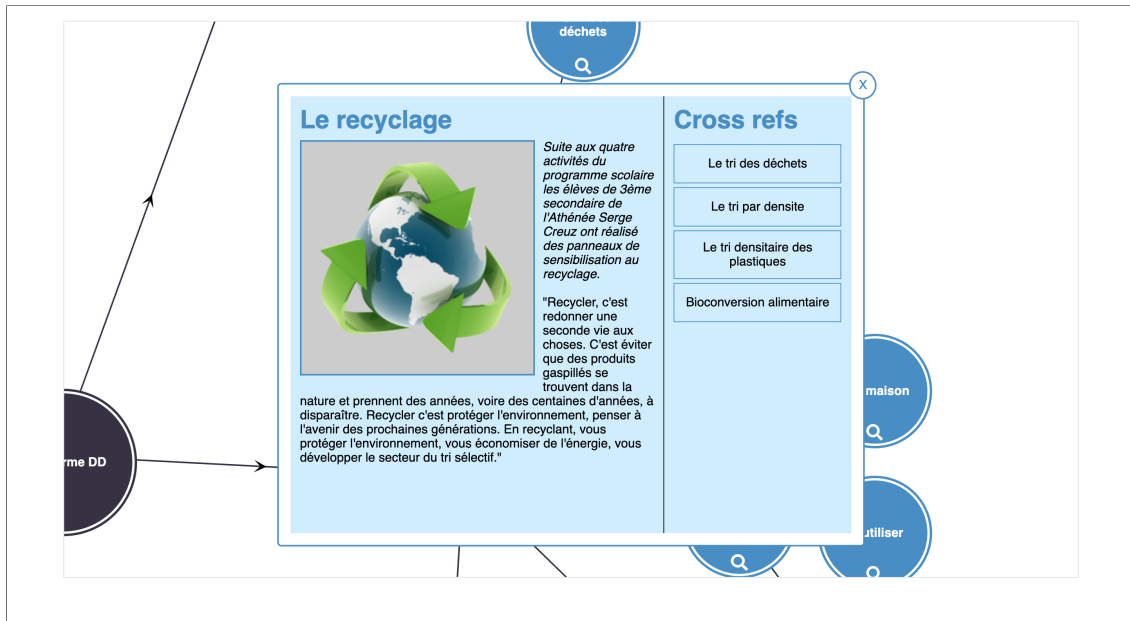 déchets
X
Le recyclage
Suite aux quatre
activités du
programme scolaire
les élèves de 3ème
secondaire de
l'Athénée Serge
Creuz ont réalisé
des panneaux de
sensibilisation au
recyclage.
"Recycler, c'est
redonner une
seconde vie aux
choses. C'est éviter
que des produits
gaspillés se
trouvent dans la
nature et prennent des années, voire des centaines d'années, à
disparaître. Recycler c'est protéger l'environnement, penser à
l'avenir des prochaines générations. En recyclant, vous
protéger l'environnement, vous économiser de l'énergie, vous
développer le secteur du tri sélectif."
Cross refs
Le tri des déchets
Le tri par densite
Le tri densitaire des
plastiques
Bioconversion alimentaire
maison
rme DD
utiliser